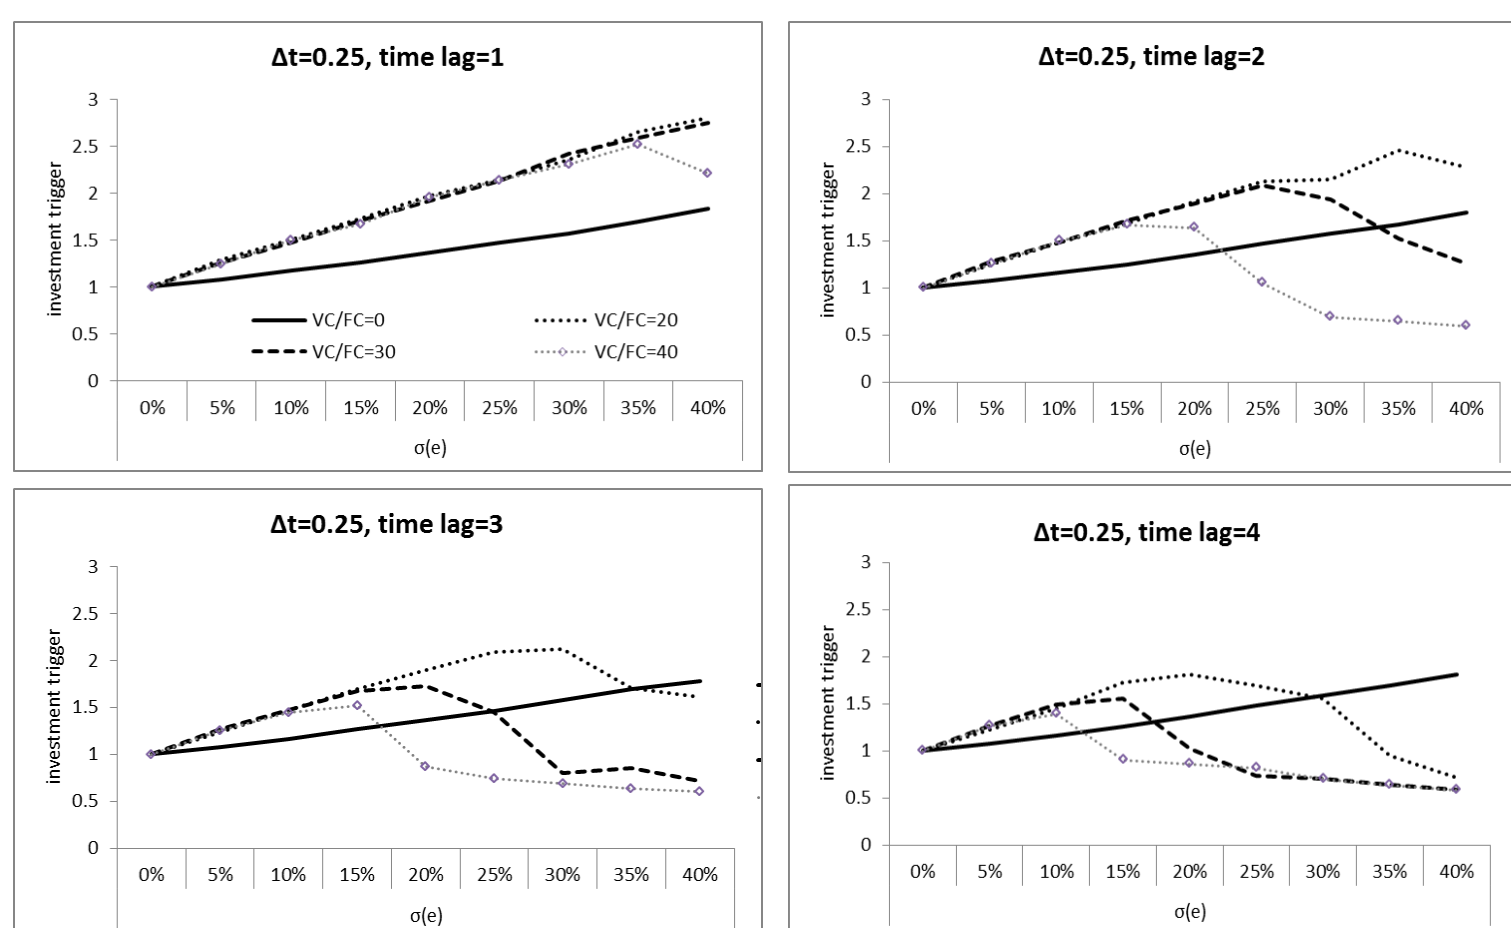 Δt=0.25, time lag=1
3
2.5
2
1.5
1
0.5
0
investment trigger
VC/FC=0 VC/FC=20
VC/FC=30 VC/FC=40
0% 5% 10% 15% 20% 25% 30% 35% 40%
σ(e)
Δt=0.25, time lag=2
3
2.5
2
1.5
1
0.5
0
investment trigger
0% 5% 10% 15% 20% 25% 30% 35% 40%
σ(e)
Δt=0.25, time lag=3
3
2.5
2
1.5
1
0.5
0
investment trigger
0% 5% 10% 15% 20% 25% 30% 35% 40%
σ(e)
Δt=0.25, time lag=4
3
2.5
2
1.5
1
0.5
0
investment trigger
0% 5% 10% 15% 20% 25% 30% 35% 40%
σ(e)